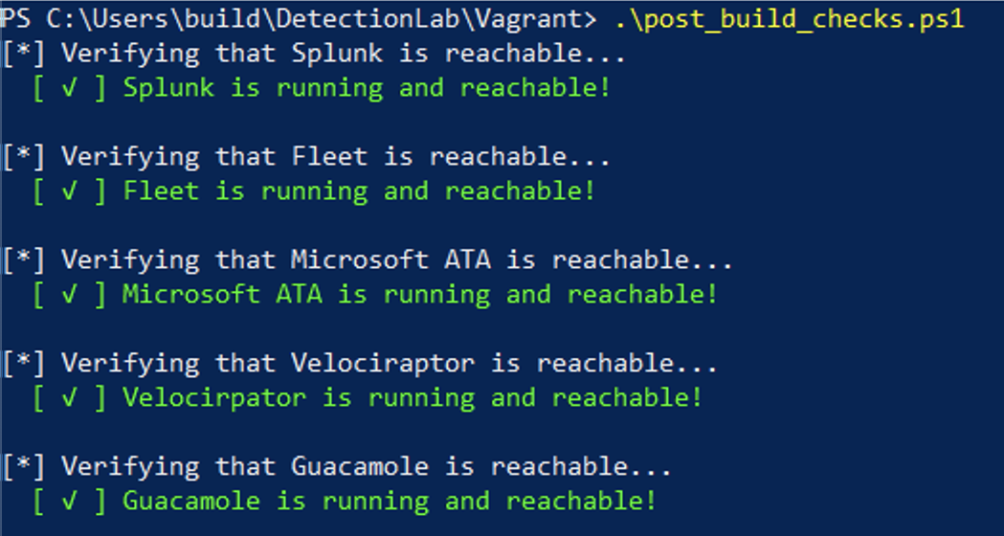 PS C:\Users\build\DetectionLab\Vagrant> .\post_build_checks.ps1
[*] Verifying that Splunk is reachable...
[ √ ] Splunk is running and reachable!
[*] Verifying that Fleet is reachable...
[ √ ] Fleet is running and reachable!
[*] Verifying that Microsoft ATA is reachable...
[ √ ] Microsoft ATA is running and reachable!
[*] Verifying that Velociraptor is reachable...
[ √ ] Velocirpator is running and reachable!
[*] Verifying that Guacamole is reachable...
[ √ ] Guacamole is running and reachable!